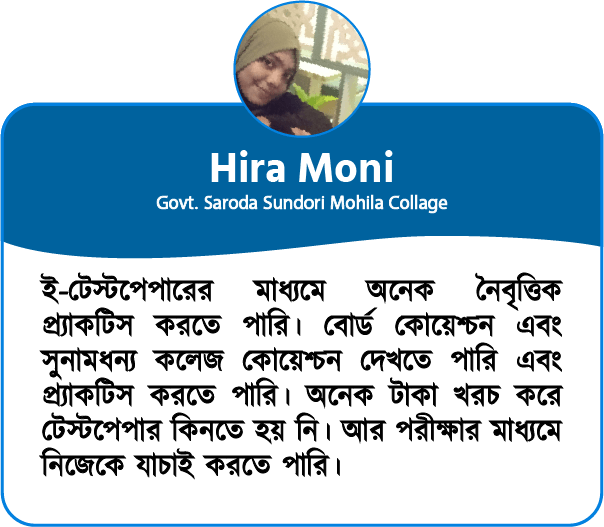 Hira Moni
Govt. Saroda Sundori Mohila Collage
ই-টেস্টপেপারের মাধ্যমে অনেক নৈবৃত্তিক
প্র্যাকটিস করতে পারি। বোর্ড কোয়েশ্চন এবং
সুনামধন্য কলেজ কোয়েশ্চন দেখতে পারি এবং
প্র্যাকটিস করতে পারি। অনেক টাকা খরচ করে
টেস্টপেপার কিনতে হয় নি। আর পরীক্ষার মাধ্যমে
নিজেকে যাচাই করতে পারি।